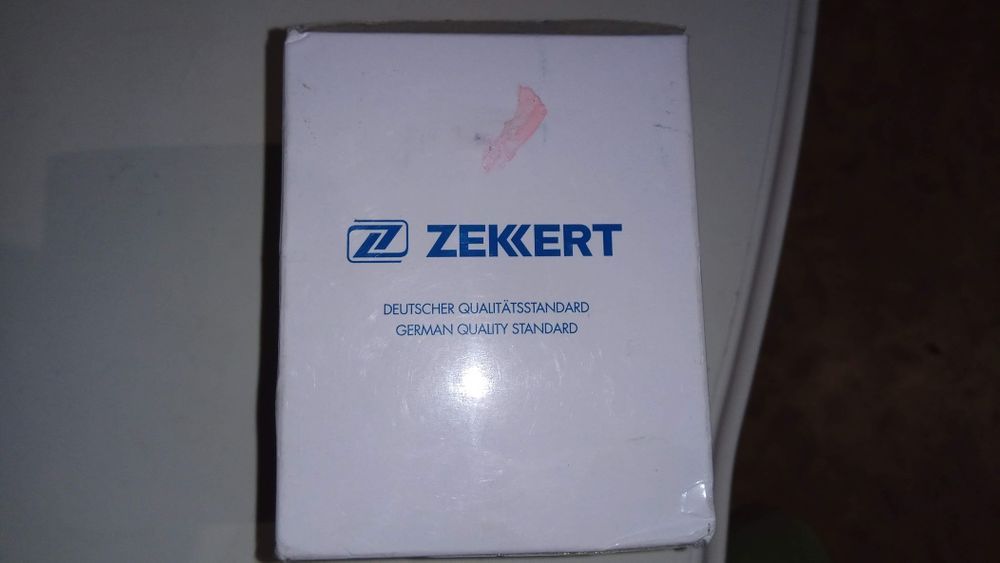 ZEKKERT
DEUTSCHER QUALITÄTSSTANDARD
GERMAN QUALITY STANDARD